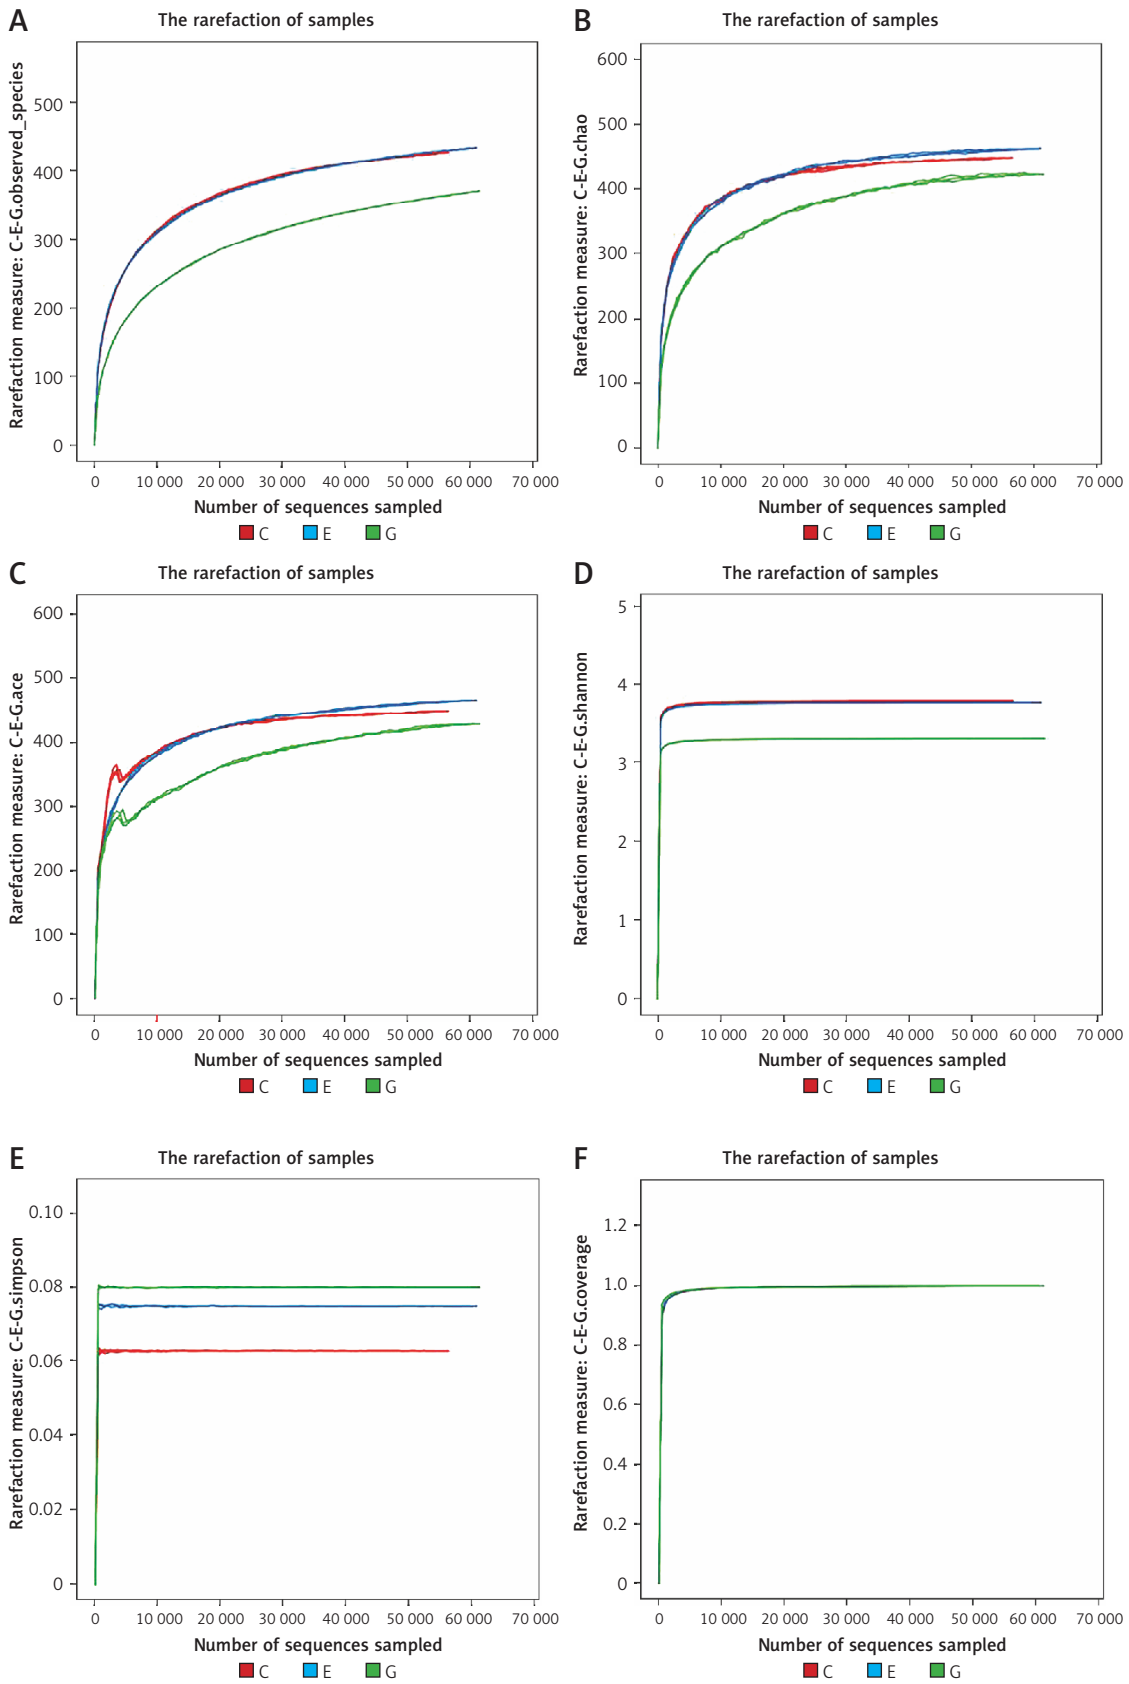 A
The rarefaction of samples
Rarefaction measure: C-E-G.observed_species
500
400
300
200
100
0
0 10 000 20 000 30 000 40 000 50 000 60 000 70 000
Number of sequences sampled
C E G
B
The rarefaction of samples
Rarefaction measure: C-E-G.chao
600
500
400
300
200
100
0
0 10 000 20 000 30 000 40 000 50 000 60 000 70 000
Number of sequences sampled
C E G
C
The rarefaction of samples
Rarefaction measure: C-E-G.ace
600
500
400
300
200
100
0
0 10 000 20 000 30 000 40 000 50 000 60 000 70 000
Number of sequences sampled
C E G
D
The rarefaction of samples
Rarefaction measure: C-E-G.shannon
5
4
3
2
1
0
0 10 000 20 000 30 000 40 000 50 000 60 000 70 000
Number of sequences sampled
C E G
E
The rarefaction of samples
Rarefaction measure: C-E-G.simpson
0.10
0.08
0.06
0.04
0.02
0
0 10 000 20 000 30 000 40 000 50 000 60 000 70 000
Number of sequences sampled
C E G
F
The rarefaction of samples
Rarefaction measure: C-E-G.coverage
1.2
1.0
0.8
0.6
0.4
0.2
0
0 10 000 20 000 30 000 40 000 50 000 60 000 70 000
Number of sequences sampled
C E G